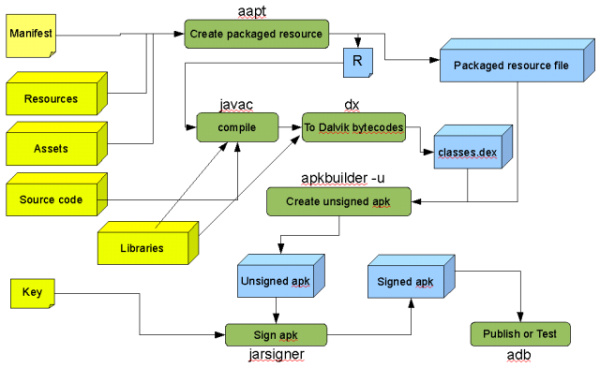 aapt
Manifest
Create packaged resource
R
Packaged resource file
Resources
javac
dx
compile
To Dalvik bytecodes
Assets
classes.dex
apkbuilder -u
Source code
Create unsigned apk
Libraries
Unsigned apk
Signed apk
Key
Sign apk
Publish or Test
jarsigner
adb